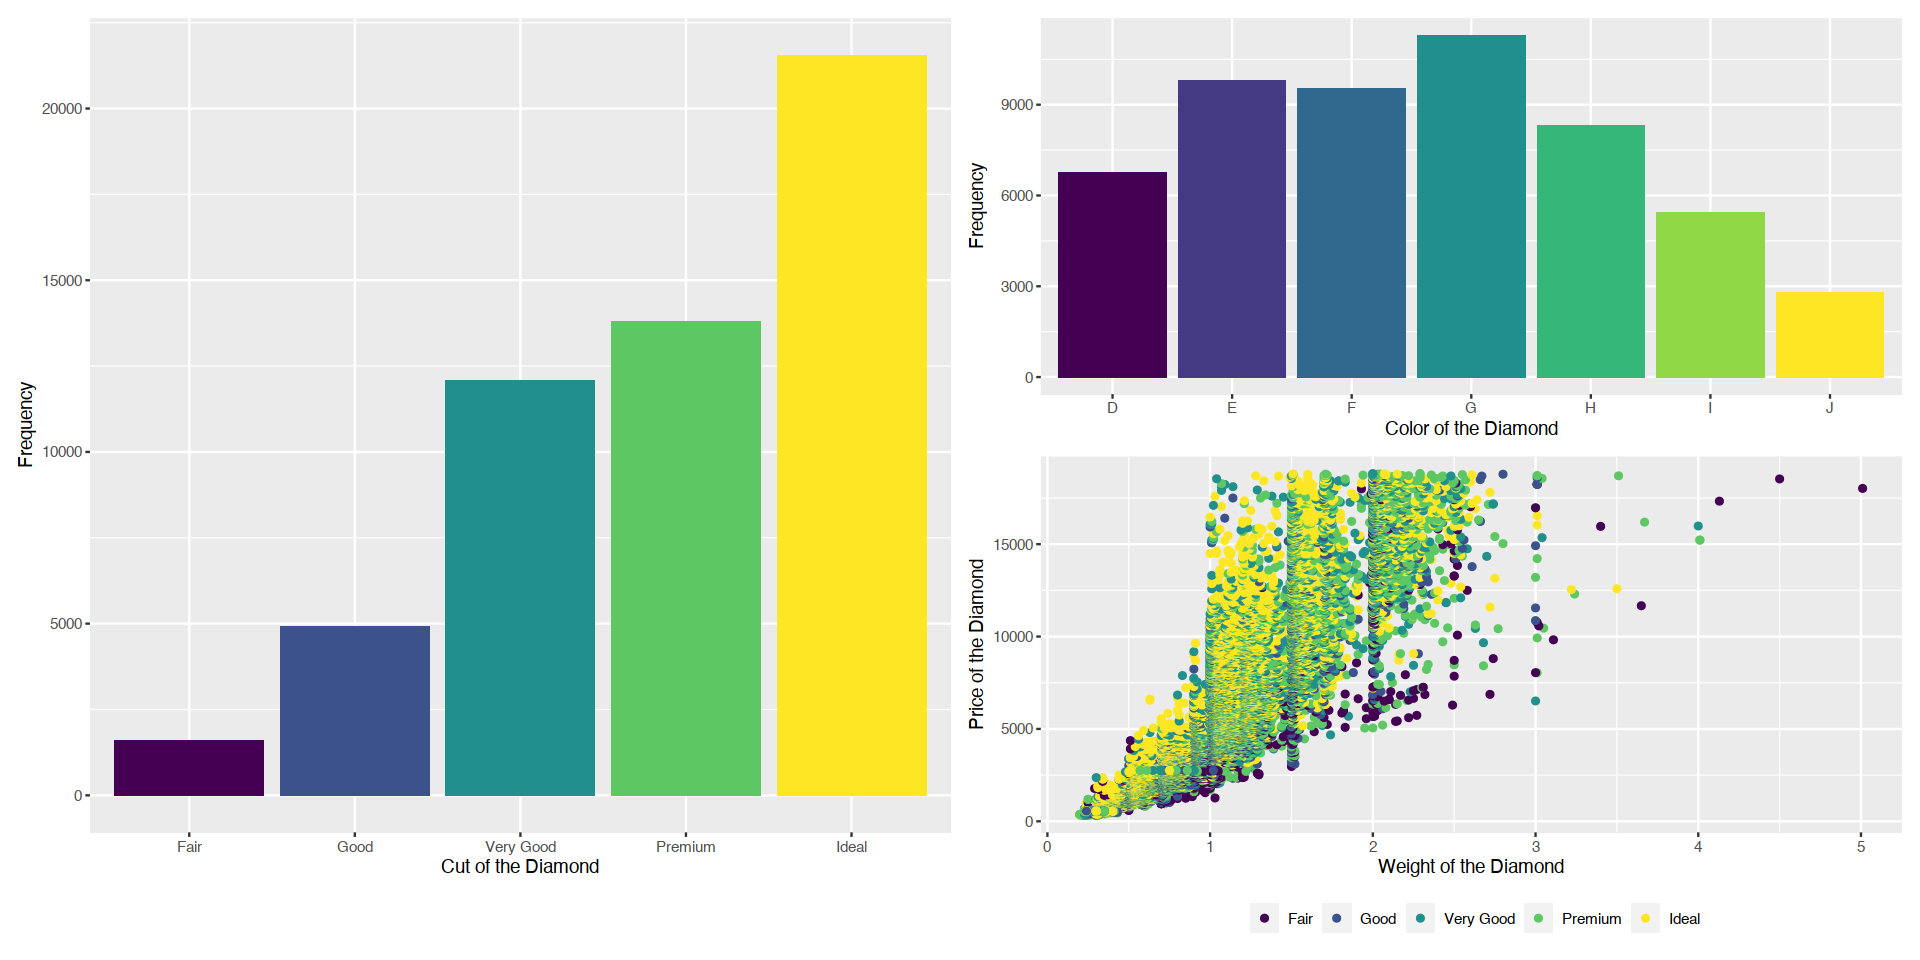 Frequency
20000
15000
10000
5000
0
Fair Good Very Good Premium Ideal
Cut of the Diamond
Frequency
9000
6000
3000
0
D E F G H I J
Color of the Diamond
Price of the Diamond
15000
10000
5000
0
0 1 2 3 4 5
Weight of the Diamond
Fair Good Very Good Premium Ideal